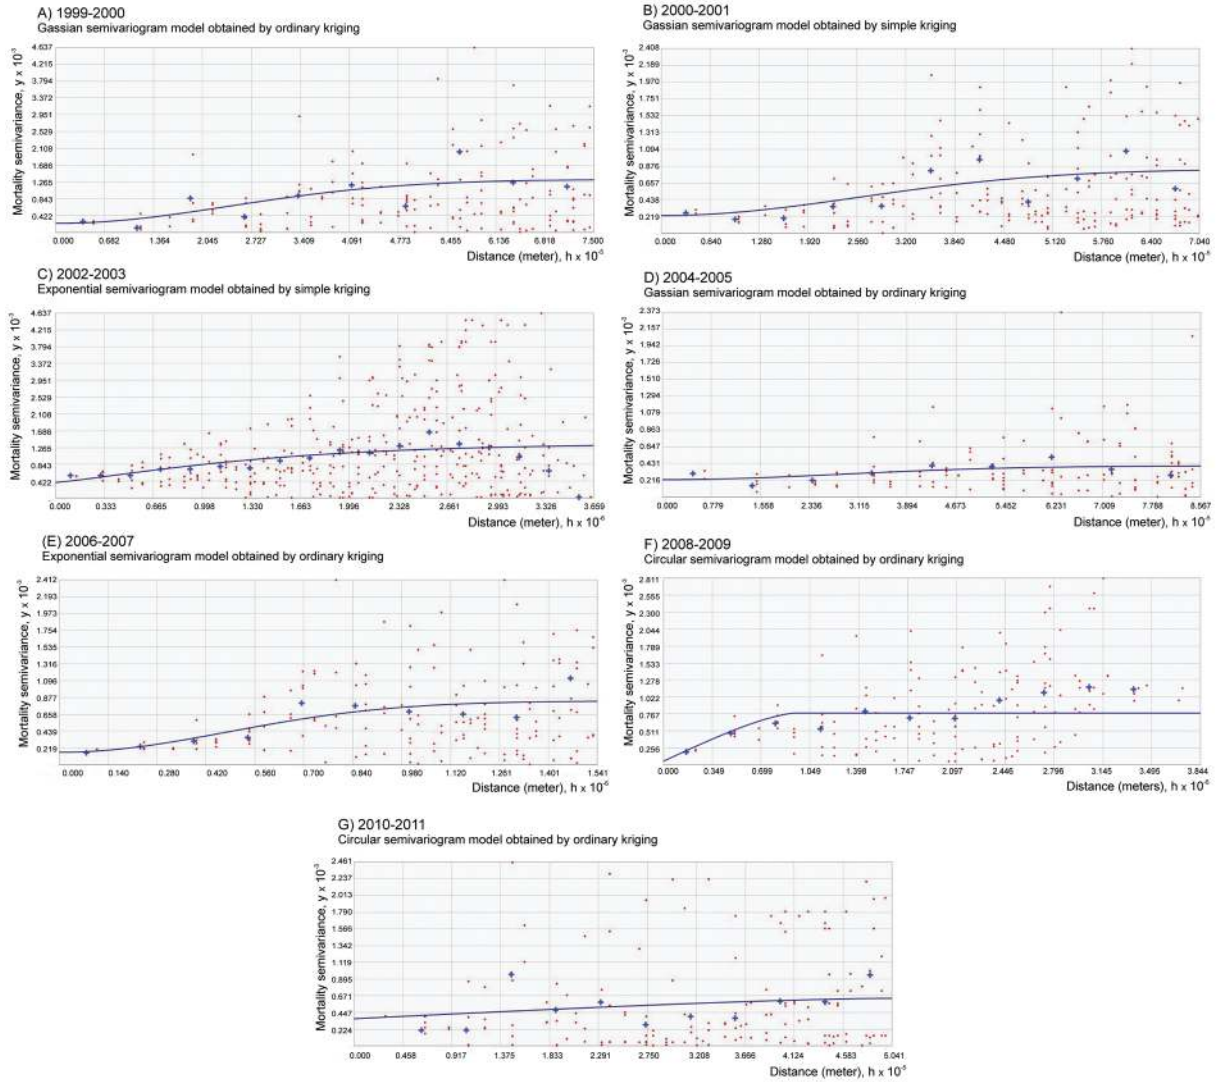 A) 1999-2000
Gassian semivariogram model obtained by ordinary kriging
Mortality semivariance, y x 10⁻³
4.637
4.215
3.794
3.372
2.951
2.529
2.108
1.686
1.265
0.843
0.422
0.000 0.682 1.364 2.045 2.727 3.409 4.091 4.773 5.455 6.136 6.818 7.500
Distance (meter), h x 10⁻⁵
B) 2000-2001
Gassian semivariogram model obtained by simple kriging
Mortality semivariance, y x 10⁻³
2.408
2.589
1.970
1.751
1.532
1.313
1.094
0.876
0.657
0.438
0.219
0.000 0.640 1.280 1.920 2.560 3.200 3.840 4.480 5.120 5.760 6.400 7.040
Distance (meter), h x 10⁻⁵
C) 2002-2003
Exponential semivariogram model obtained by simple kriging
Mortality semivariance, y x 10⁻³
4.637
4.215
3.794
3.372
2.951
2.529
2.108
1.686
1.265
0.843
0.422
0.000 0.333 0.665 0.998 1.330 1.663 1.996 2.328 2.661 2.993 3.326 3.659
Distance (meter), h x 10⁻⁶
D) 2004-2005
Gassian semivariogram model obtained by ordinary kriging
Mortality semivariance, y x 10⁻³
2.373
2.157
1.942
1.726
1.510
1.294
1.079
0.863
0.647
0.431
0.216
0.000 0.779 1.558 2.336 3.115 3.894 4.673 5.452 6.231 7.009 7.788 8.567
Distance (meter), h x 10⁻⁵
(E) 2006-2007
Exponential semivariogram model obtained by ordinary kriging
Mortality semivariance, y x 10⁻³
2.412
2.193
1.973
1.754
1.535
1.316
1.096
0.877
0.658
0.439
0.219
0.000 0.140 0.280 0.420 0.560 0.700 0.840 0.980 1.120 1.261 1.401 1.541
Distance (meter), h x 10⁻⁶
F) 2008-2009
Circular semivariogram model obtained by ordinary kriging
Mortality semivariance, y x 10⁻³
2.811
2.555
2.300
2.044
1.789
1.533
1.278
1.022
0.767
0.511
0.256
0.000 0.349 0.699 1.049 1.398 1.747 2.097 2.446 2.796 3.145 3.495 3.844
Distance (meters), h x 10⁻⁶
G) 2010-2011
Circular semivariogram model obtained by ordinary kriging
Mortality semivariance, y x 10⁻³
2.461
2.237
2.013
1.790
1.566
1.342
1.119
0.895
0.671
0.447
0.224
0.000 0.458 0.917 1.375 1.833 2.291 2.750 3.208 3.666 4.124 4.583 5.041
Distance (meter), h x 10⁻⁵